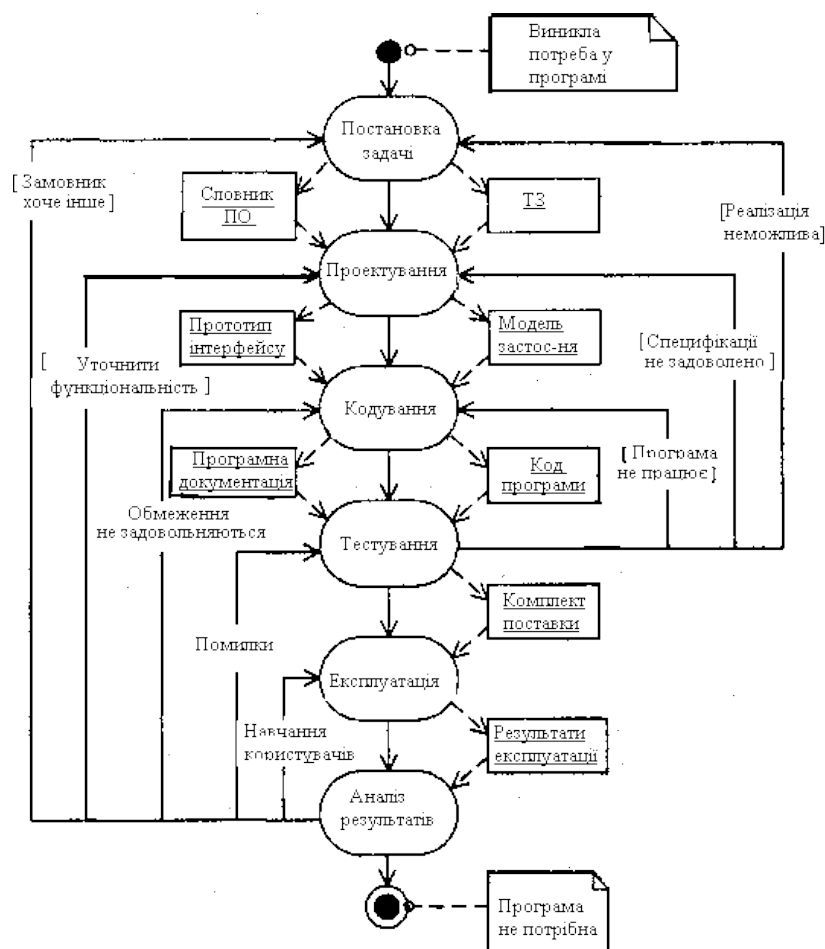 Виникла
потреба у
програмі
Постановка
задачі
[ Замовник
хоче інше]
Словник
ПО
ТЗ
[Реалізація
неможлива]
Проектування
Прототип
інтерфейсу
Модель
застос-ня
[ Уточнити
функціональність ]
[Специфікації
не задоволено ]
Кодування
Програмна
документація
Код
програми
[ Програма
не працює]
Обмеження
не задовольняються
Тестування
Комплект
поставки
Помилки
Експлуатація
Навчання
користувачів
Результати
експлуатації
Аналіз
результатів
Програма
не потрібна